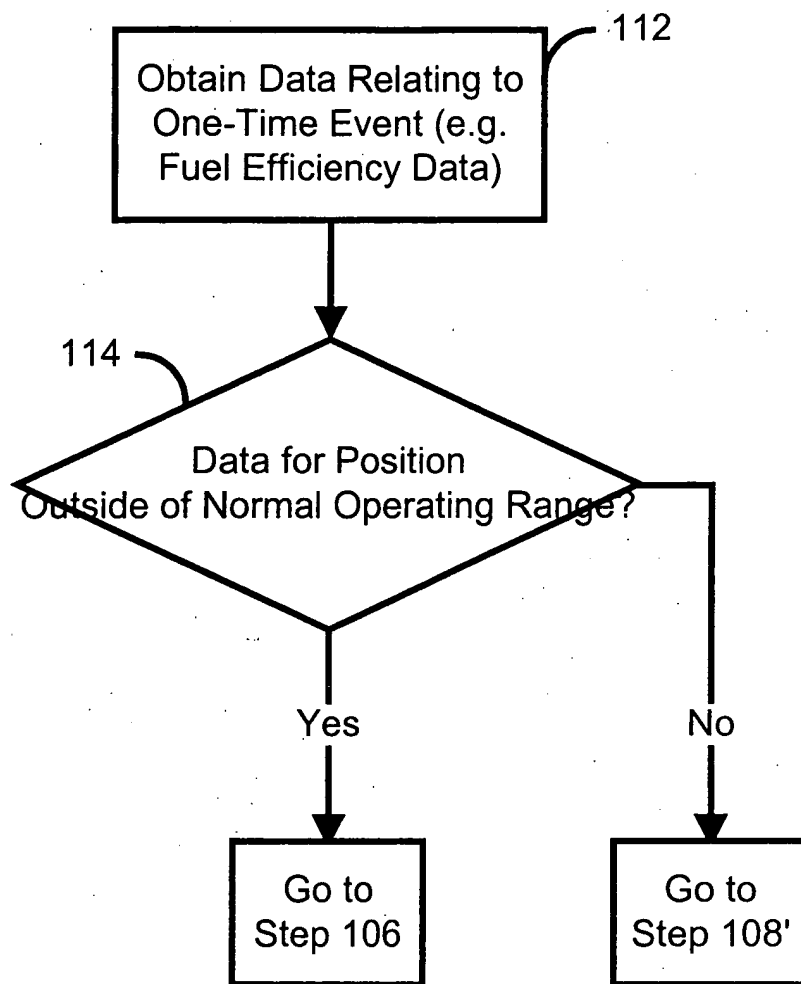 112
Obtain Data Relating to
One-Time Event (e.g.
Fuel Efficiency Data)
114
Data for Position
Outside of Normal Operating Range?
Yes
No
Go to
Step 106
Go to
Step 108'